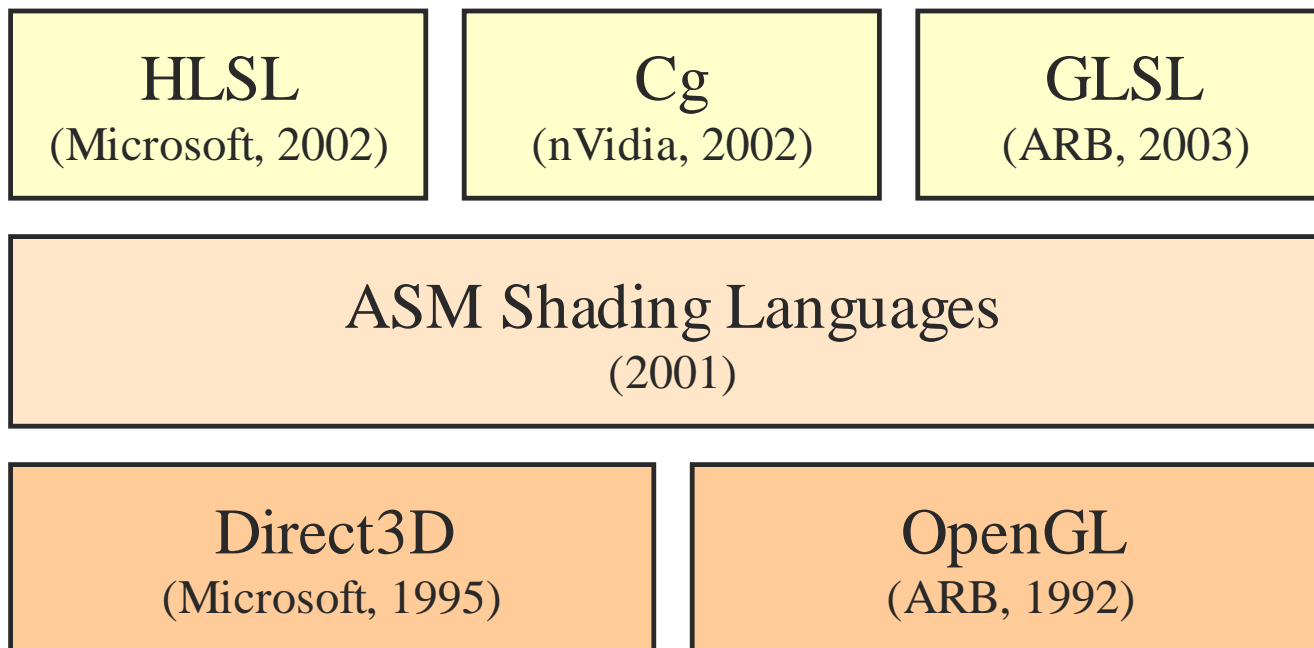 HLSL
(Microsoft, 2002)
Cg
(nVidia, 2002)
GLSL
(ARB, 2003)
ASM Shading Languages
(2001)
Direct3D
(Microsoft, 1995)
OpenGL
(ARB, 1992)